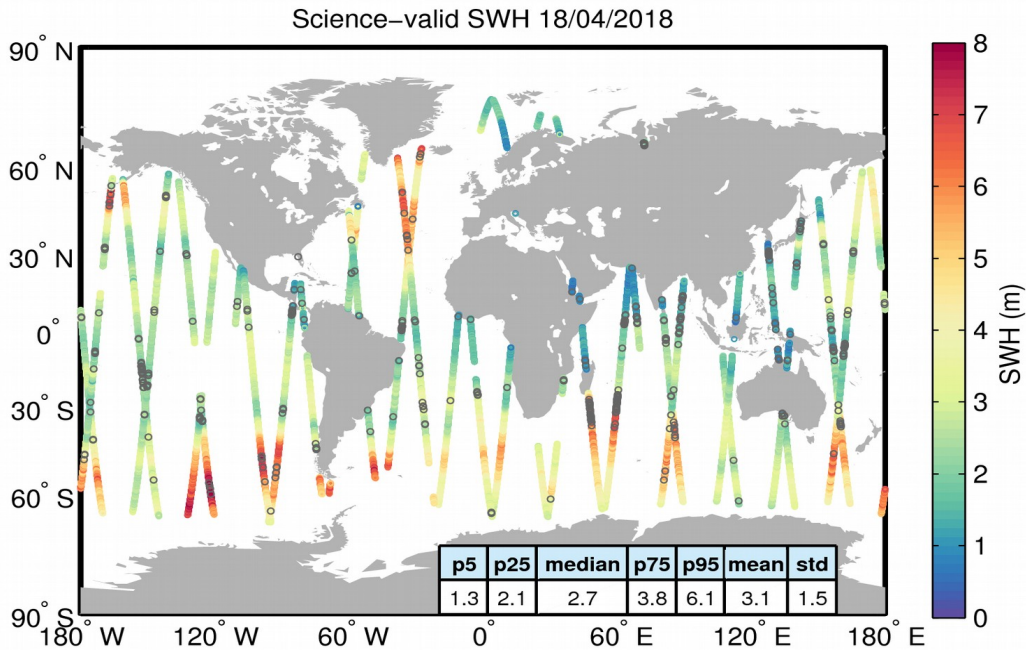 Science−valid SWH 18/04/2018
90° N
60° N
30° N
0°
30° S
60° S
90° S
180° W
120° W
60° W
0°
60° E
120° E
180° E
p5 p25 median p75 p95 mean std
1.3 2.1 2.7 3.8 6.1 3.1 1.5
8
7
6
5
4
3
2
1
0
SWH (m)